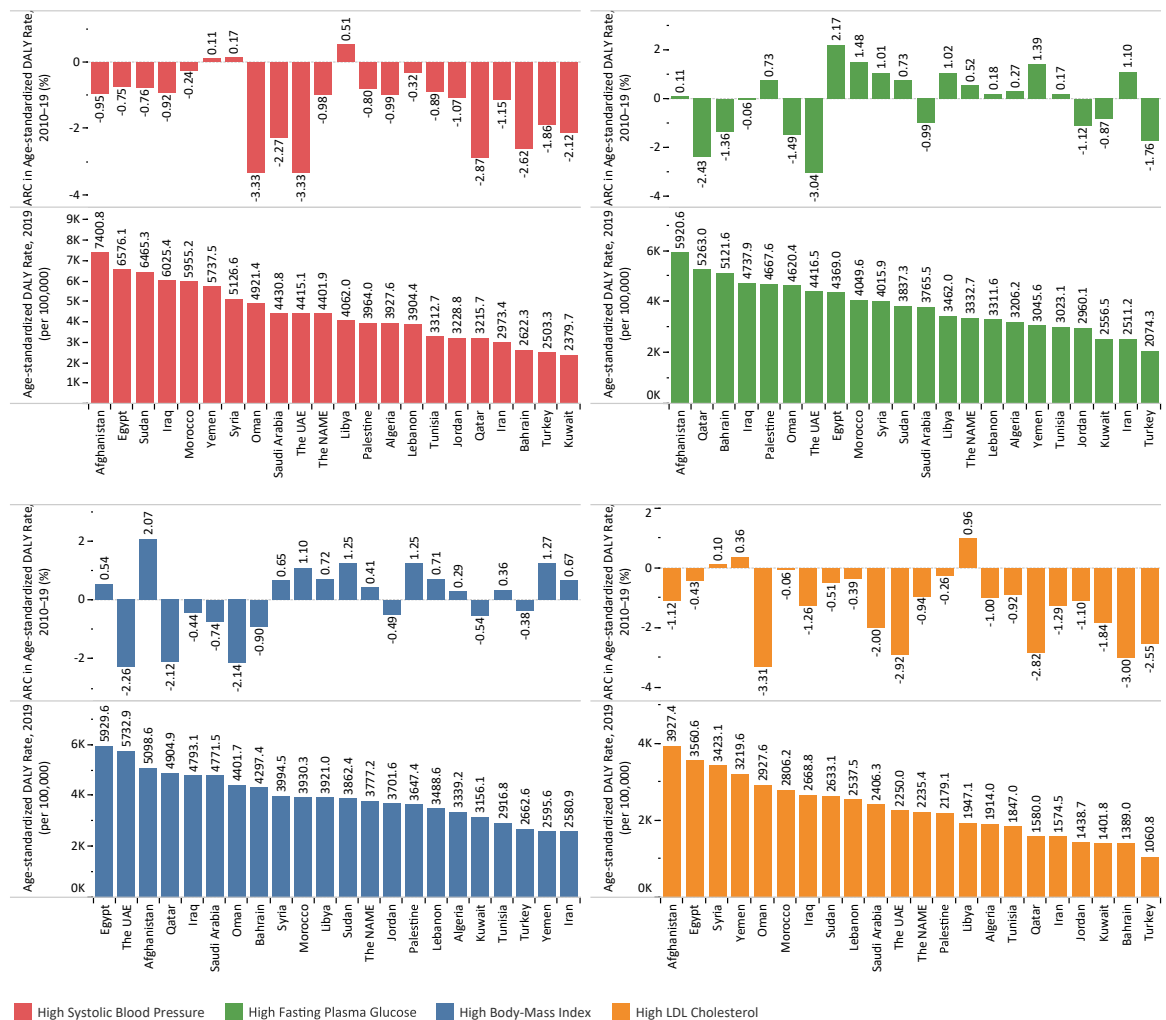 ARC in Age-standardized DALY Rate,
2010–19 (%)
0
-2
-4
-0.95
-0.75
-0.76
-0.92
-0.24
0.11
0.17
-3.33
-2.27
-3.33
-0.98
0.51
-0.80
-0.99
-0.32
-0.89
-1.07
-2.87
-1.15
-2.62
-1.86
-2.12
Age-standardized DALY Rate, 2019
(per 100,000)
9K
8K
7K
6K
5K
4K
3K
2K
1K
7400.8
6576.1
6465.3
6025.4
5955.2
5737.5
5126.6
4921.4
4430.8
4415.1
4401.9
4062.0
3964.0
3927.6
3904.4
3312.7
3228.8
3215.7
2973.4
2622.3
2503.3
2379.7
Afghanistan
Egypt
Sudan
Iraq
Morocco
Yemen
Syria
Oman
Saudi Arabia
The UAE
The NAME
Libya
Palestine
Algeria
Lebanon
Tunisia
Jordan
Qatar
Iran
Bahrain
Turkey
Kuwait
ARC in Age-standardized DALY Rate,
2010–19 (%)
2
0
-2
-4
0.11
-2.43
-1.36
-0.06
0.73
-1.49
-3.04
2.17
1.48
1.01
0.73
-0.99
1.02
0.52
0.18
0.27
1.39
0.17
-1.12
-0.87
1.10
-1.76
Age-standardized DALY Rate, 2019
(per 100,000)
6K
4K
2K
0K
5920.6
5263.0
5121.6
4737.9
4667.6
4620.4
4416.5
4369.0
4049.6
4015.9
3837.3
3765.5
3462.0
3332.7
3311.6
3206.2
3045.6
3023.1
2960.1
2556.5
2511.2
2074.3
Afghanistan
Qatar
Bahrain
Iraq
Palestine
Oman
The UAE
Egypt
Morocco
Syria
Sudan
Saudi Arabia
Libya
The NAME
Lebanon
Algeria
Yemen
Tunisia
Jordan
Kuwait
Iran
Turkey
ARC in Age-standardized DALY Rate,
2010–19 (%)
2
0
-2
0.54
-2.26
2.07
-2.12
-0.44
-0.74
-2.14
-0.90
0.65
1.10
0.72
1.25
0.41
-0.49
1.25
0.71
0.29
-0.54
0.36
-0.38
1.27
0.67
Age-standardized DALY Rate, 2019
(per 100,000)
6K
4K
2K
0K
5929.6
5732.9
5098.6
4904.9
4793.1
4771.5
4401.7
4297.4
3994.5
3930.3
3921.0
3862.4
3777.2
3701.6
3647.4
3488.6
3339.2
3156.1
2916.8
2662.6
2595.6
2580.9
Egypt
The UAE
Afghanistan
Qatar
Iraq
Saudi Arabia
Oman
Bahrain
Syria
Morocco
Libya
Sudan
The NAME
Jordan
Palestine
Lebanon
Algeria
Kuwait
Tunisia
Turkey
Yemen
Iran
ARC in Age-standardized DALY Rate,
2010–19 (%)
2
0
-2
-4
-1.12
-0.43
0.10
0.36
-3.31
-0.06
-1.26
-0.51
-0.39
-2.00
-2.92
-0.94
-0.26
0.96
-1.00
-0.92
-2.82
-1.29
-1.10
-1.84
-3.00
-2.55
Age-standardized DALY Rate, 2019
(per 100,000)
4K
2K
0K
3927.4
3560.6
3423.1
3219.6
2927.6
2806.2
2668.8
2633.1
2537.5
2406.3
2250.0
2235.4
2179.1
1947.1
1914.0
1847.0
1580.0
1574.5
1438.7
1401.8
1389.0
1060.8
Afghanistan
Egypt
Syria
Yemen
Oman
Morocco
Iraq
Sudan
Lebanon
Saudi Arabia
The UAE
The NAME
Palestine
Libya
Algeria
Tunisia
Qatar
Iran
Jordan
Kuwait
Bahrain
Turkey
High Systolic Blood Pressure
High Fasting Plasma Glucose
High Body-Mass Index
High LDL Cholesterol